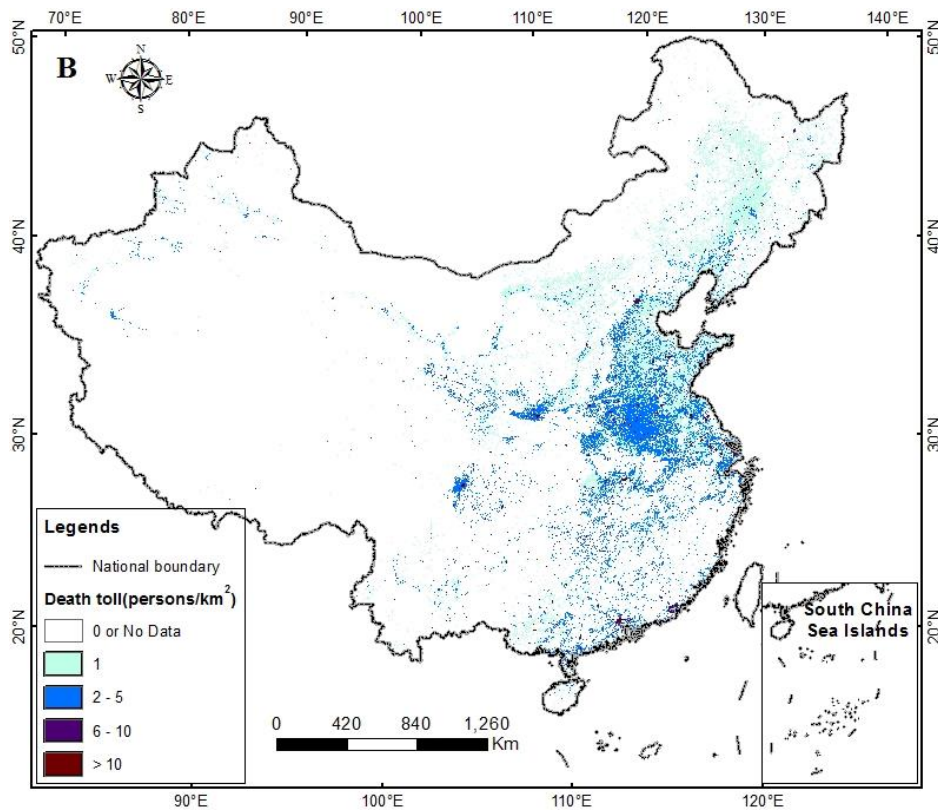 70°E 80°E 90°E 100°E 110°E 120°E 130°E 140°E
50°N 50°N
B
N
W E
S
40°N 40°N
30°N 30°N
20°N 20°N
Legends
National boundary
Death toll(persons/km²)
0 or No Data
1
2 - 5
6 - 10
> 10
0 420 840 1,260
Km
South China
Sea Islands
90°E 100°E 110°E 120°E